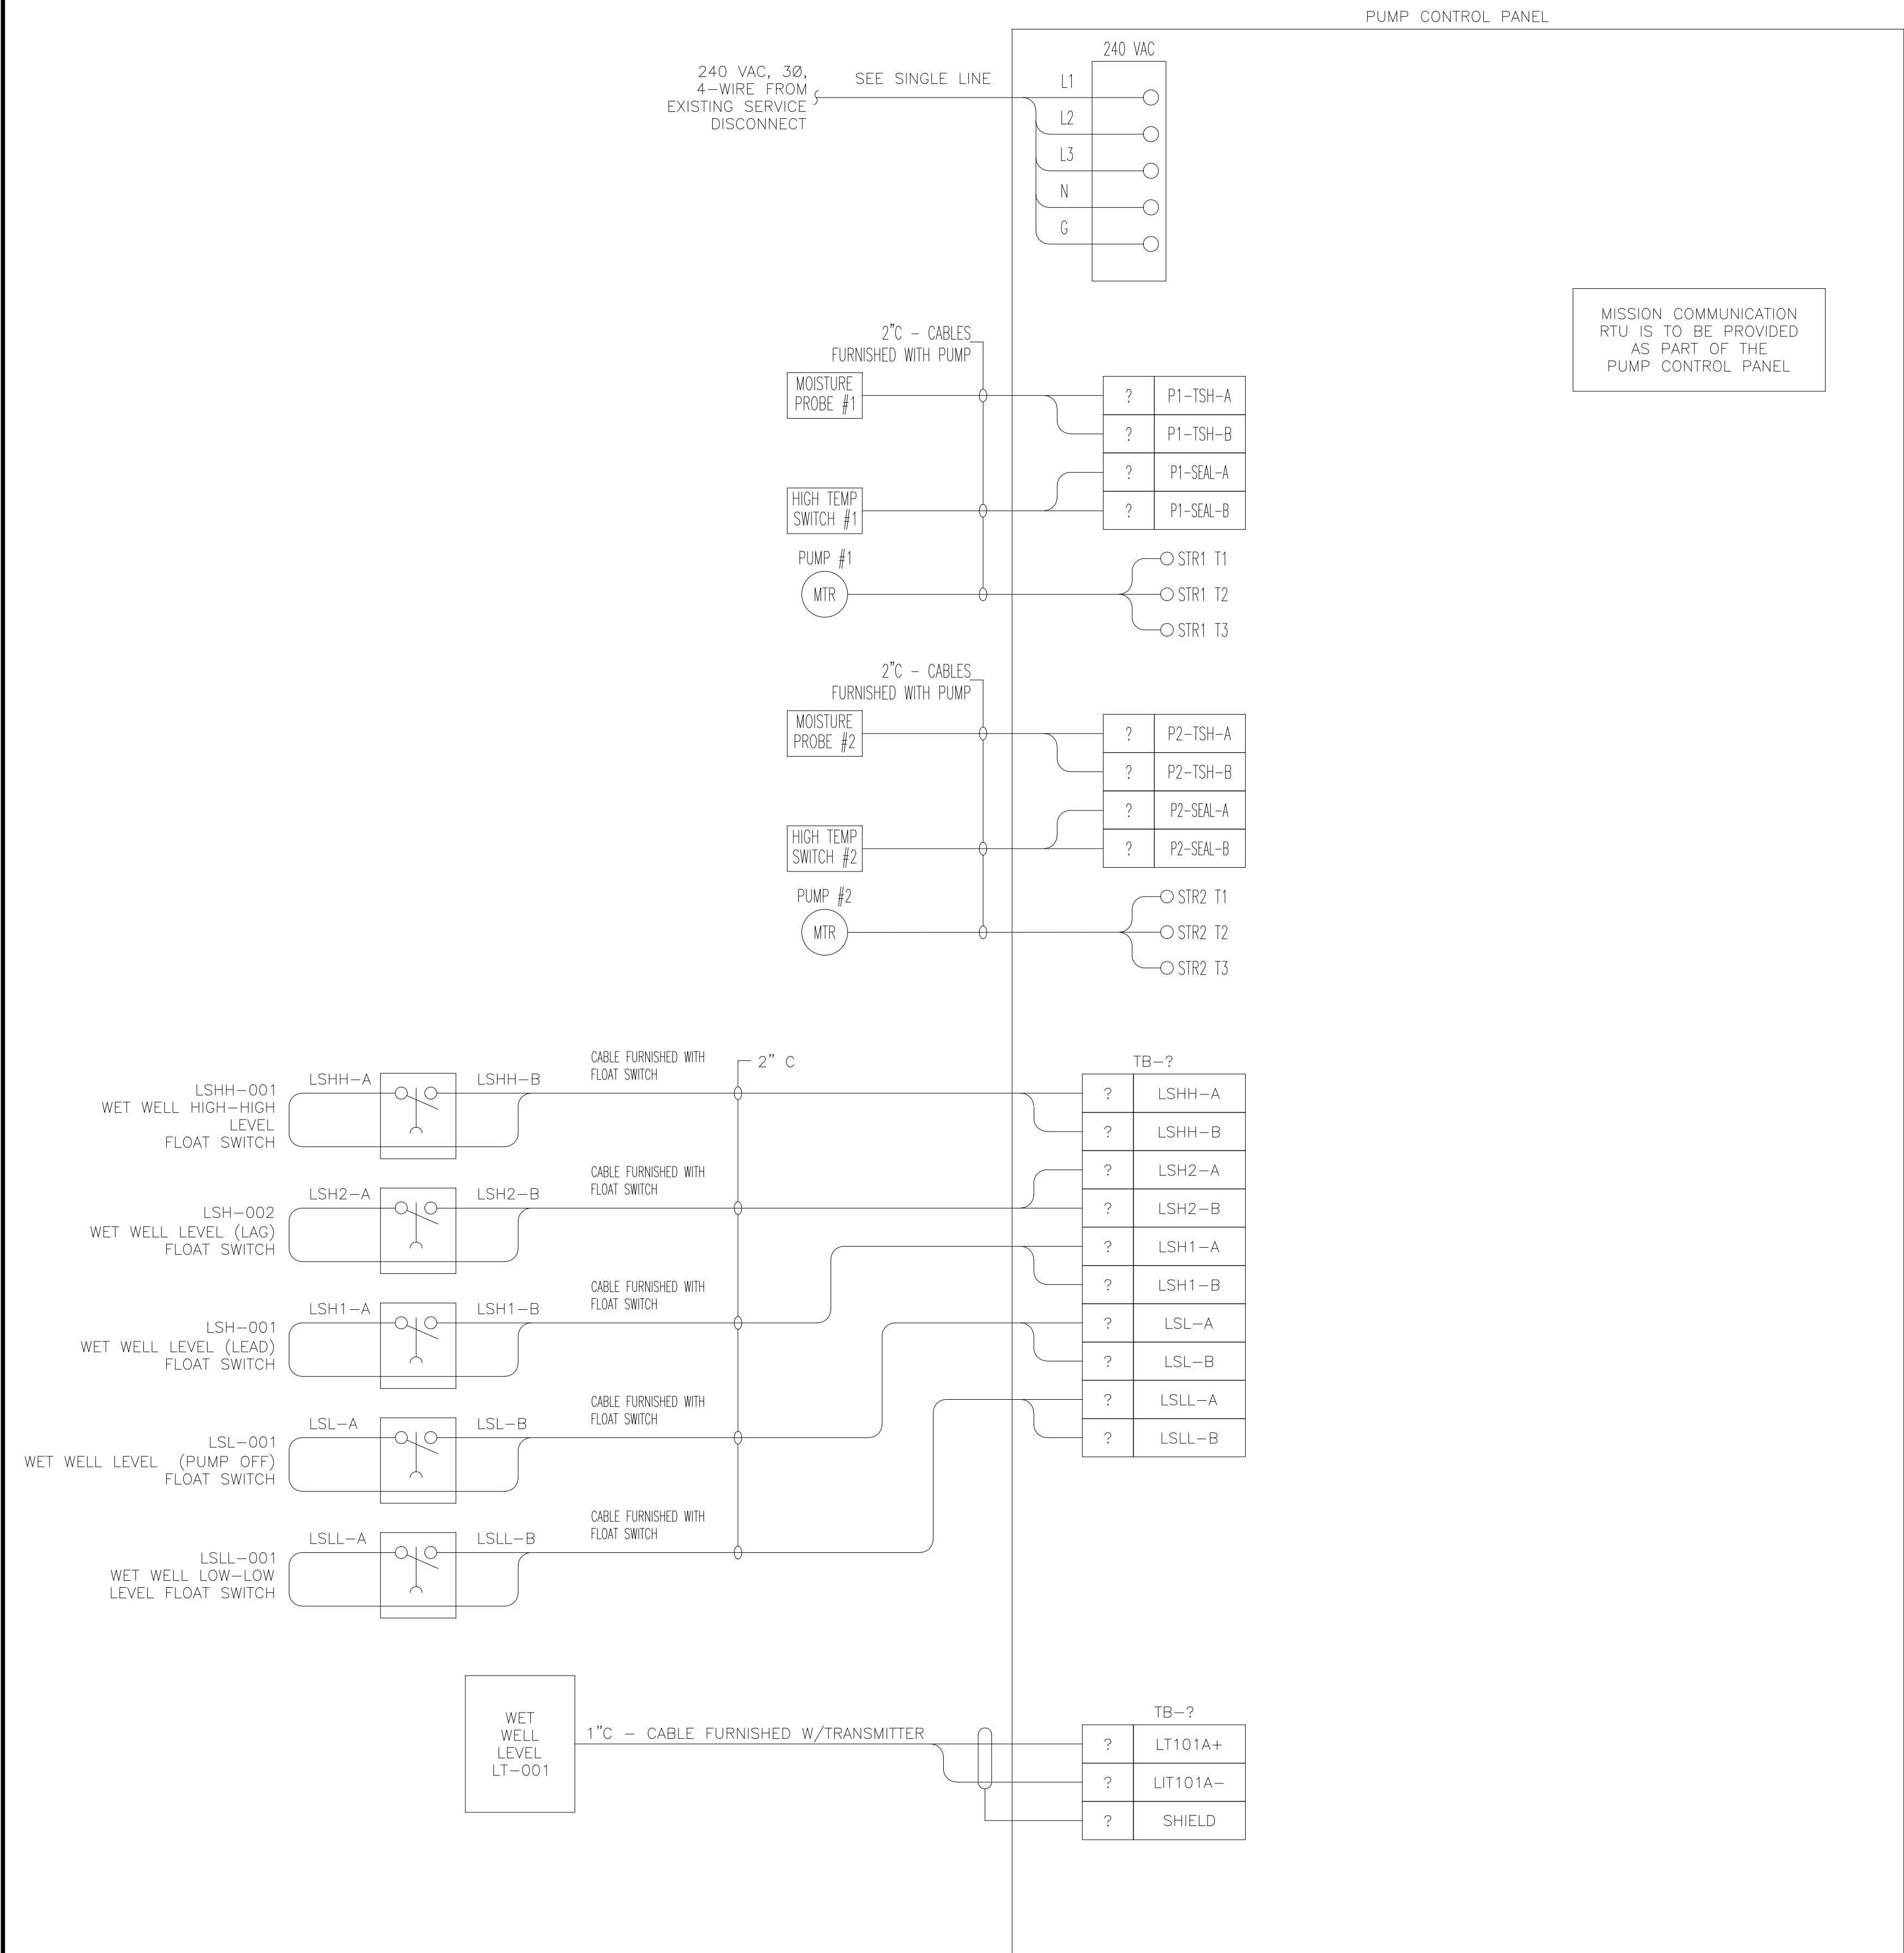 PUMP CONTROL PANEL
240 VAC
240 VAC, 3Ø,
4-WIRE FROM
EXISTING SERVICE
DISCONNECT
SEE SINGLE LINE
L1
L2
L3
N
G
MISSION COMMUNICATION
RTU IS TO BE PROVIDED
AS PART OF THE
PUMP CONTROL PANEL
2"C - CABLES
FURNISHED WITH PUMP
MOISTURE
PROBE #1
? P1-TSH-A
? P1-TSH-B
? P1-SEAL-A
? P1-SEAL-B
HIGH TEMP
SWITCH #1
PUMP #1
MTR
STR1 T1
STR1 T2
STR1 T3
2"C - CABLES
FURNISHED WITH PUMP
MOISTURE
PROBE #2
? P2-TSH-A
? P2-TSH-B
? P2-SEAL-A
? P2-SEAL-B
HIGH TEMP
SWITCH #2
PUMP #2
MTR
STR2 T1
STR2 T2
STR2 T3
LSHH-001
WET WELL HIGH-HIGH
LEVEL
FLOAT SWITCH
LSHH-A
LSHH-B
CABLE FURNISHED WITH
FLOAT SWITCH
2" C
LSH-002
WET WELL LEVEL (LAG)
FLOAT SWITCH
LSH2-A
LSH2-B
CABLE FURNISHED WITH
FLOAT SWITCH
LSH-001
WET WELL LEVEL (LEAD)
FLOAT SWITCH
LSH1-A
LSH1-B
CABLE FURNISHED WITH
FLOAT SWITCH
LSL-001
WET WELL LEVEL (PUMP OFF)
FLOAT SWITCH
LSL-A
LSL-B
CABLE FURNISHED WITH
FLOAT SWITCH
LSLL-001
WET WELL LOW-LOW
LEVEL FLOAT SWITCH
LSLL-A
LSLL-B
CABLE FURNISHED WITH
FLOAT SWITCH
TB-?
? LSHH-A
? LSHH-B
? LSH2-A
? LSH2-B
? LSH1-A
? LSH1-B
? LSL-A
? LSL-B
? LSLL-A
? LSLL-B
WET
WELL
LEVEL
LT-001
1"C - CABLE FURNISHED W/TRANSMITTER
TB-?
? LT101A+
? LIT101A-
? SHIELD